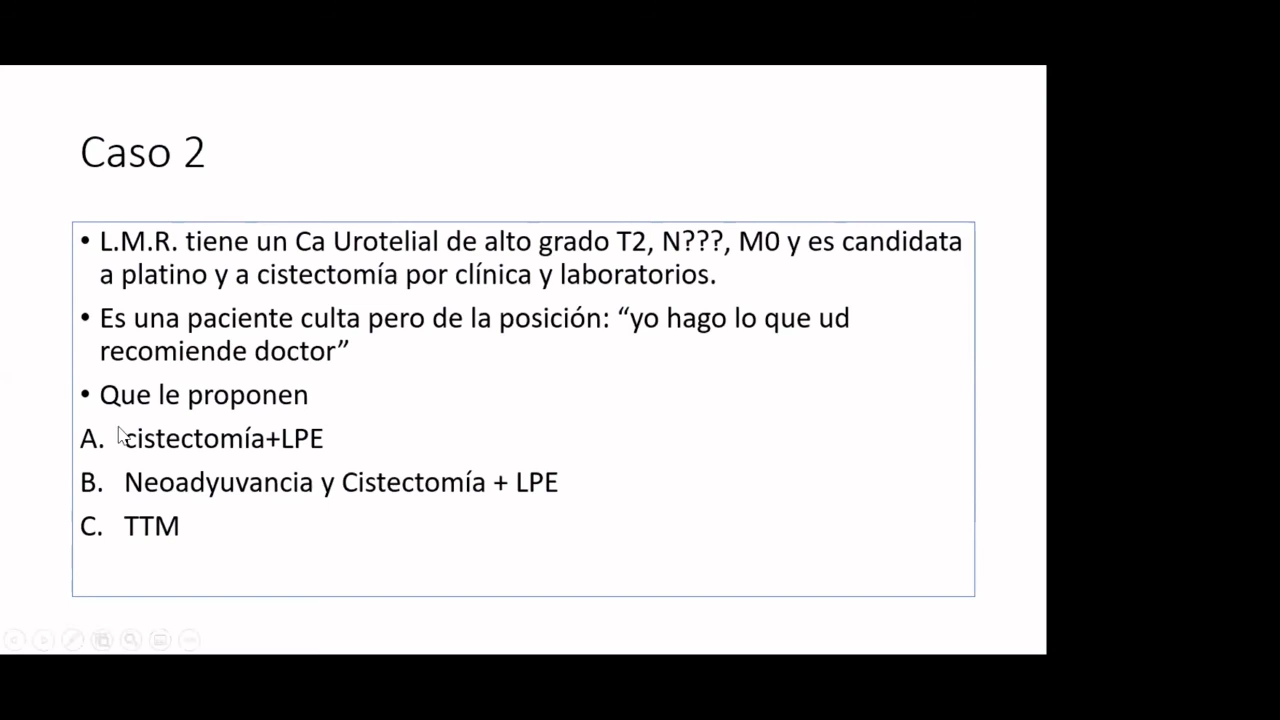 Caso 2
• L.M.R. tiene un Ca Urotelial de alto grado T2, N???, M0 y es candidata
a platino y a cistectomía por clínica y laboratorios.
• Es una paciente culta pero de la posición: “yo hago lo que ud
recomiende doctor”
• Que le proponen
A. cistectomía+LPE
B. Neoadyuvancia y Cistectomía + LPE
C. TTM